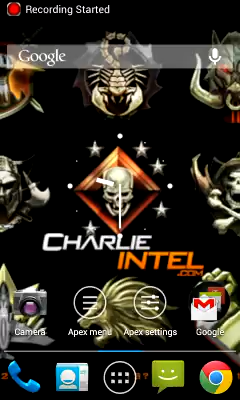 Recording Started
Google
CHARLIE
INTEL
.COM
Camera
Apex menu
Apex settings
Google